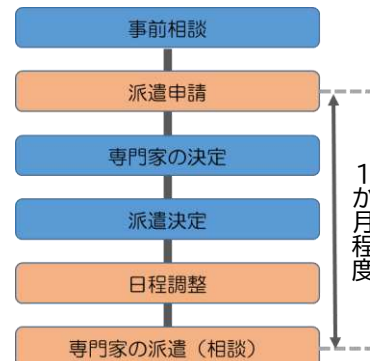 事前相談
派遣申請
専門家の決定
派遣決定
日程調整
専門家の派遣（相談）
１か月程度